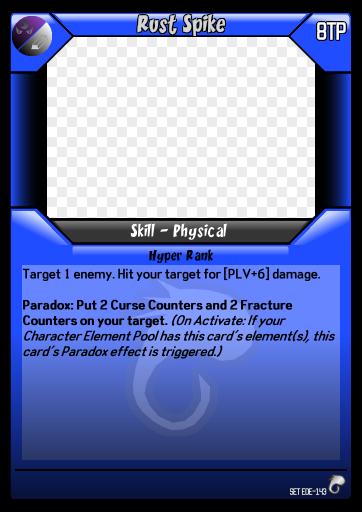 Rust Spike
8TP
Skill - Physical
Hyper Rank
Target 1 enemy. Hit your target for [PLV+6] damage.
Paradox: Put 2 Curse Counters and 2 Fracture
Counters on your target. (On Activate: If your
Character Element Pool has this card's element(s), this
card's Paradox effect is triggered.)
SET EOE-143